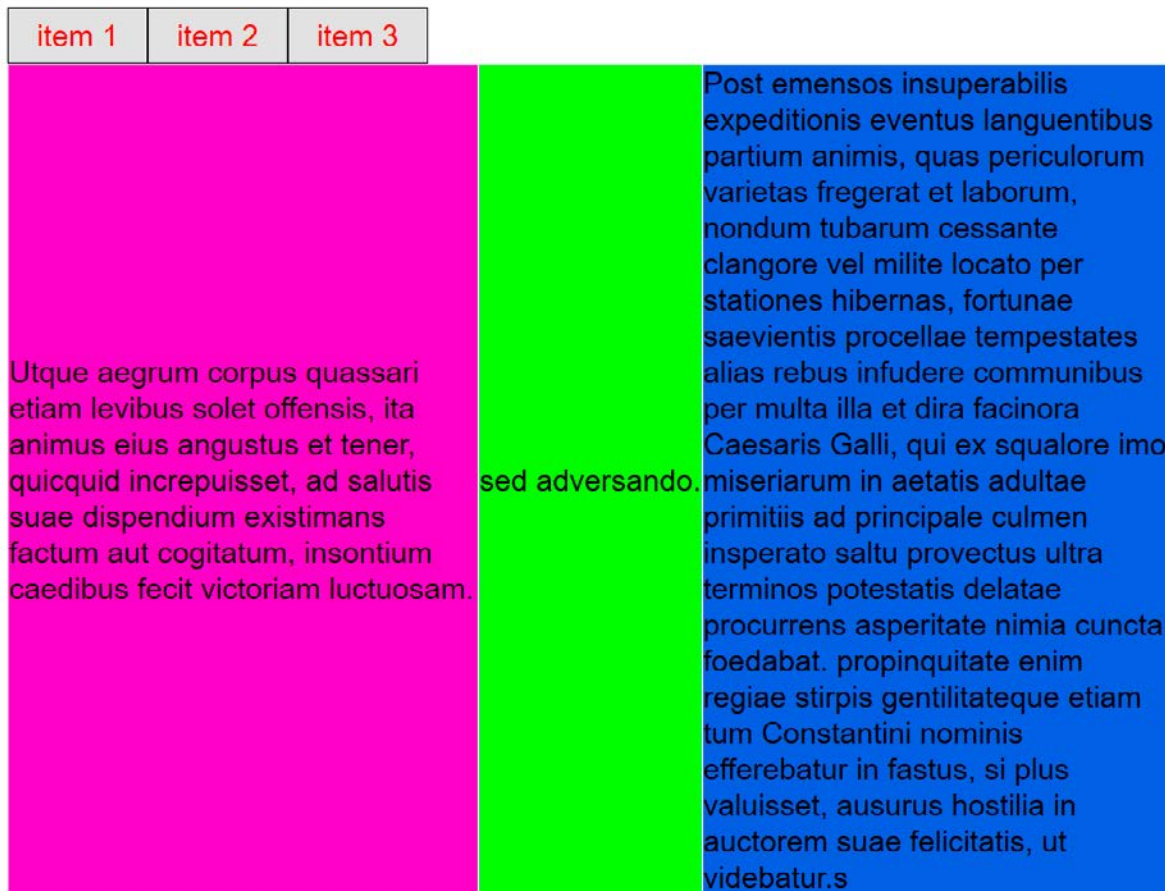 item 1
item 2
item 3
Utque aegrum corpus quassari
etiam levibus solet offensis, ita
animus eius angustus et tener,
quicquid increpuisset, ad salutis
suae dispendium existimans
factum aut cogitatum, insontium
caedibus fecit victoriam luctuosam.
sed adversando.
Post emensos insuperabilis
expeditionis eventus languentibus
partium animis, quas periculorum
varietas fregerat et laborum,
nondum tubarum cessante
clangore vel milite locato per
stationes hibernas, fortunae
saevientis procellae tempestates
alias rebus infudere communibus
per multa illa et dira facinora
Caesaris Galli, qui ex squalore imo
miseriarum in aetatis adultae
primitiis ad principale culmen
insperato saltu provectus ultra
terminos potestatis delatae
procurrens asperitate nimia cuncta
foedabat. propinquitate enim
regiae stirpis gentilitateque etiam
tum Constantini nominis
efferebatur in fastus, si plus
valuisset, ausurus hostilia in
auctorem suae felicitatis, ut
videbatur.s